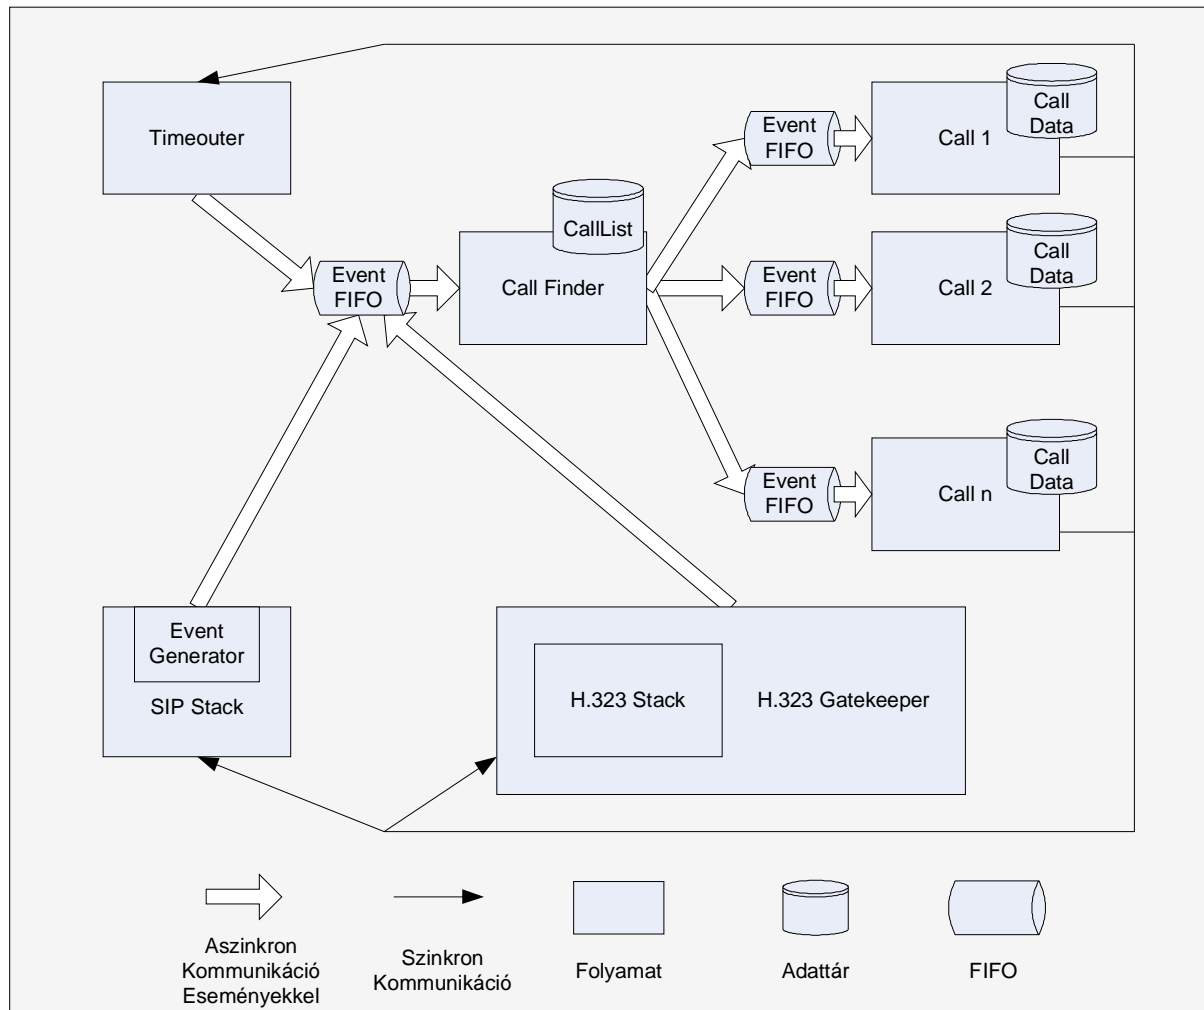 Timeouter
Event
FIFO
Call 1
Call
Data
CallList
Call Finder
Event
FIFO
Event
FIFO
Call 2
Call
Data
Event
FIFO
Call n
Call
Data
Event
Generator
SIP Stack
H.323 Stack
H.323 Gatekeeper
Aszinkron
Kommunikáció
Eseményekkel
Szinkron
Kommunikáció
Folyamat
Adattár
FIFO